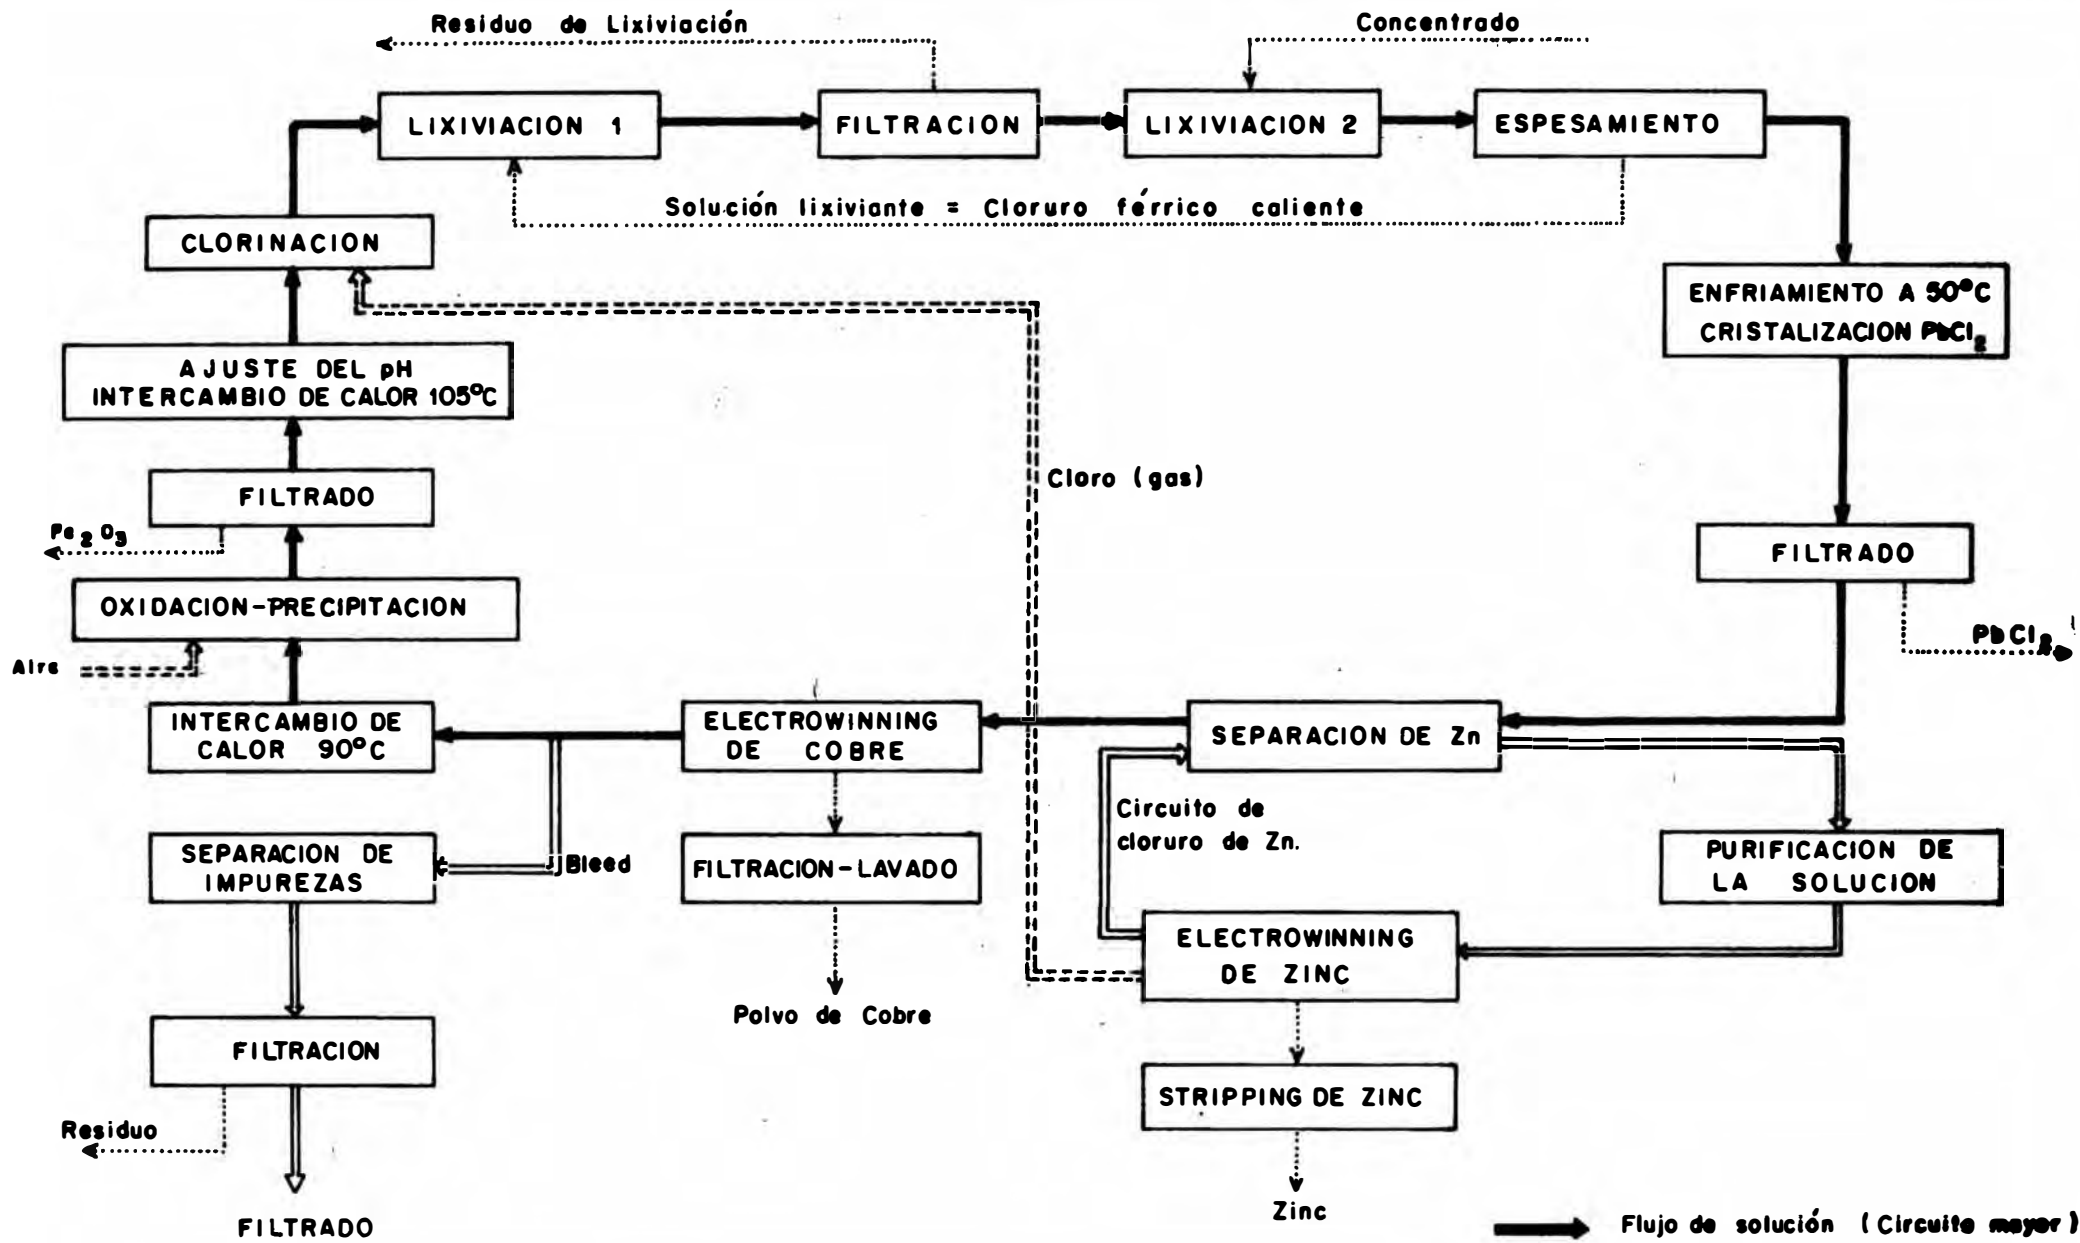 Residuo de Lixiviación
Concentrado
LIXIVIACION 1
FILTRACION
LIXIVIACION 2
ESPESAMIENTO
Solución lixiviante = Cloruro férrico caliente
CLORINACION
ENFRIAMIENTO A 50°C
CRISTALIZACION PbCl2
AJUSTE DEL pH
INTERCAMBIO DE CALOR 105°C
Cloro (gas)
FILTRADO
Fe2O3
FILTRADO
PbCl2
OXIDACION-PRECIPITACION
Aire
INTERCAMBIO DE
CALOR 90°C
ELECTROWINNING
DE COBRE
SEPARACION DE Zn
Circuito de
cloruro de Zn.
SEPARACION DE
IMPUREZAS
Bleed
FILTRACION-LAVADO
PURIFICACION DE
LA SOLUCION
ELECTROWINNING
DE ZINC
Polvo de Cobre
FILTRACION
STRIPPING DE ZINC
Residuo
Zinc
FILTRADO
Flujo de solución (Circuito mayor)